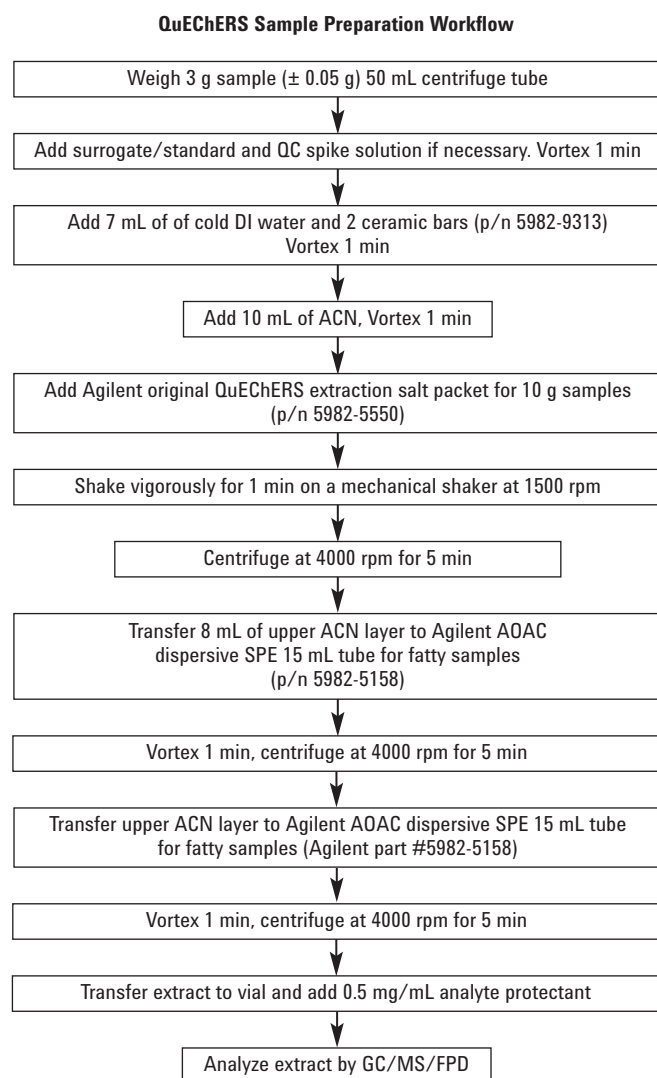 QuEChERS Sample Preparation Workflow
Weigh 3 g sample (± 0.05 g) 50 mL centrifuge tube
Add surrogate/standard and QC spike solution if necessary. Vortex 1 min
Add 7 mL of of cold DI water and 2 ceramic bars (p/n 5982-9313)
Vortex 1 min
Add 10 mL of ACN, Vortex 1 min
Add Agilent original QuEChERS extraction salt packet for 10 g samples
(p/n 5982-5550)
Shake vigorously for 1 min on a mechanical shaker at 1500 rpm
Centrifuge at 4000 rpm for 5 min
Transfer 8 mL of upper ACN layer to Agilent AOAC
dispersive SPE 15 mL tube for fatty samples
(p/n 5982-5158)
Vortex 1 min, centrifuge at 4000 rpm for 5 min
Transfer upper ACN layer to Agilent AOAC dispersive SPE 15 mL tube
for fatty samples (Agilent part #5982-5158)
Vortex 1 min, centrifuge at 4000 rpm for 5 min
Transfer extract to vial and add 0.5 mg/mL analyte protectant
Analyze extract by GC/MS/FPD